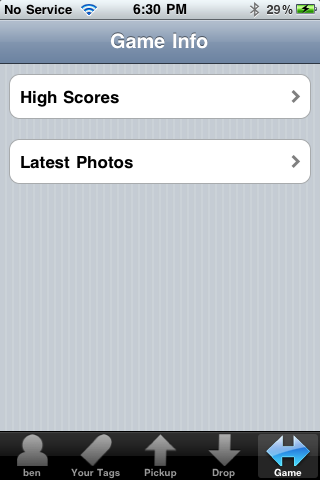 No Service 6:30 PM 29%
Game Info
High Scores
Latest Photos
ben Your Tags Pickup Drop Game